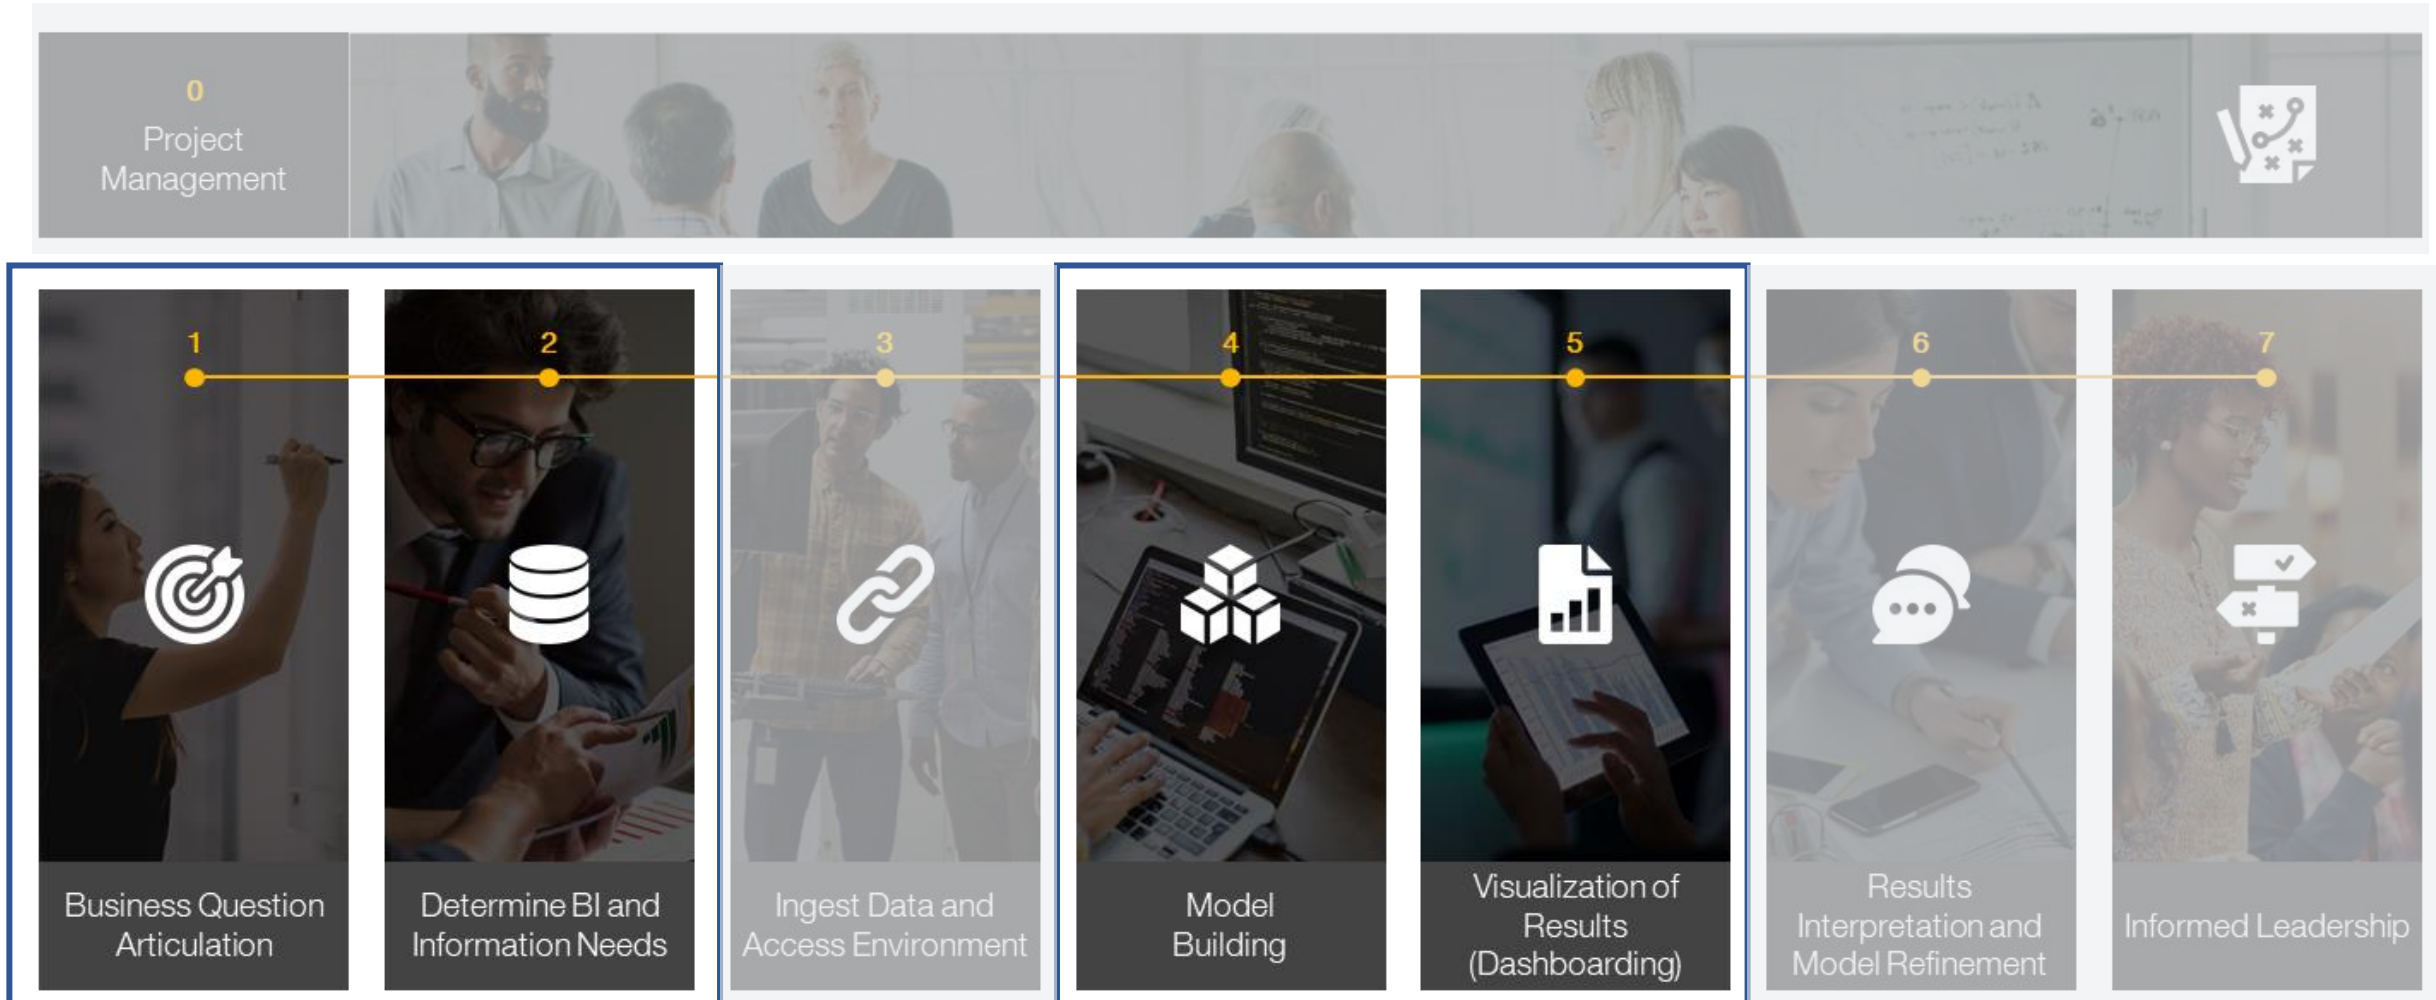 0
Project
Management
1
2
3
4
5
6
7
Business Question
Articulation
Determine BI and
Information Needs
Ingest Data and
Access Environment
Model
Building
Visualization of
Results
(Dashboarding)
Results
Interpretation and
Model Refinement
Informed Leadership